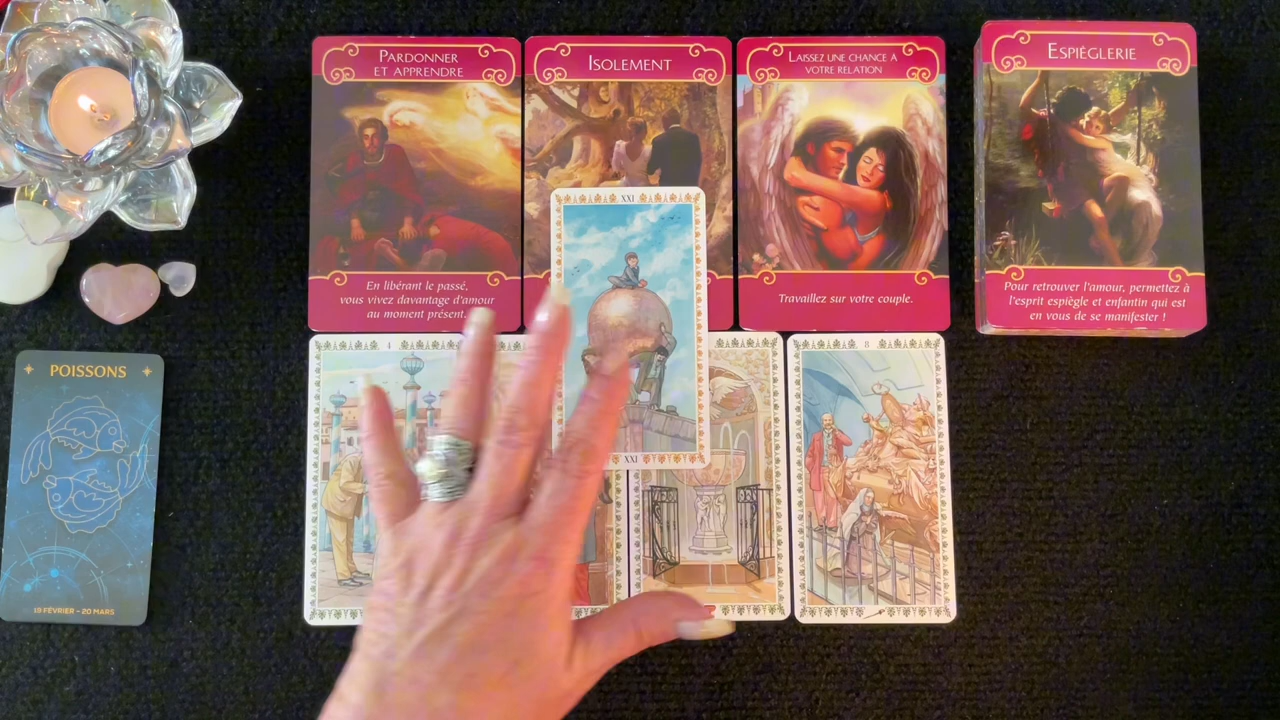 PARDONNER
ET APPRENDRE
En libérant le passé,
vous vivez davantage d'amour
au moment présent.
ISOLEMENT
LAISSEZ UNE CHANCE A
VOTRE RELATION
Travaillez sur votre couple.
ESPIÈGLERIE
Pour retrouver l'amour, permettez à
l'esprit espiègle et enfantin qui est
en vous de se manifester !
XXI
XXI
4
8
POISSONS
19 FÉVRIER – 20 MARS